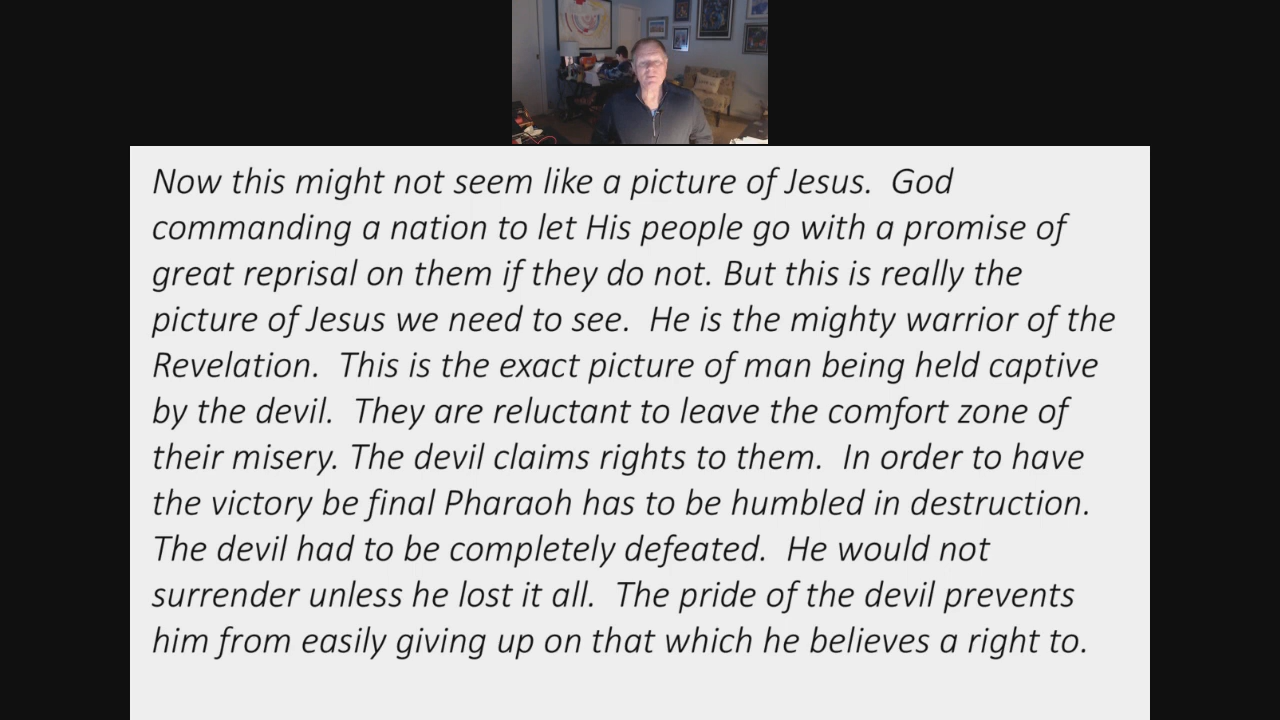 Now this might not seem like a picture of Jesus.  God
commanding a nation to let His people go with a promise of
great reprisal on them if they do not. But this is really the
picture of Jesus we need to see.  He is the mighty warrior of the
Revelation.  This is the exact picture of man being held captive
by the devil.  They are reluctant to leave the comfort zone of
their misery. The devil claims rights to them.  In order to have
the victory be final Pharaoh has to be humbled in destruction.
The devil had to be completely defeated.  He would not
surrender unless he lost it all.  The pride of the devil prevents
him from easily giving up on that which he believes a right to.